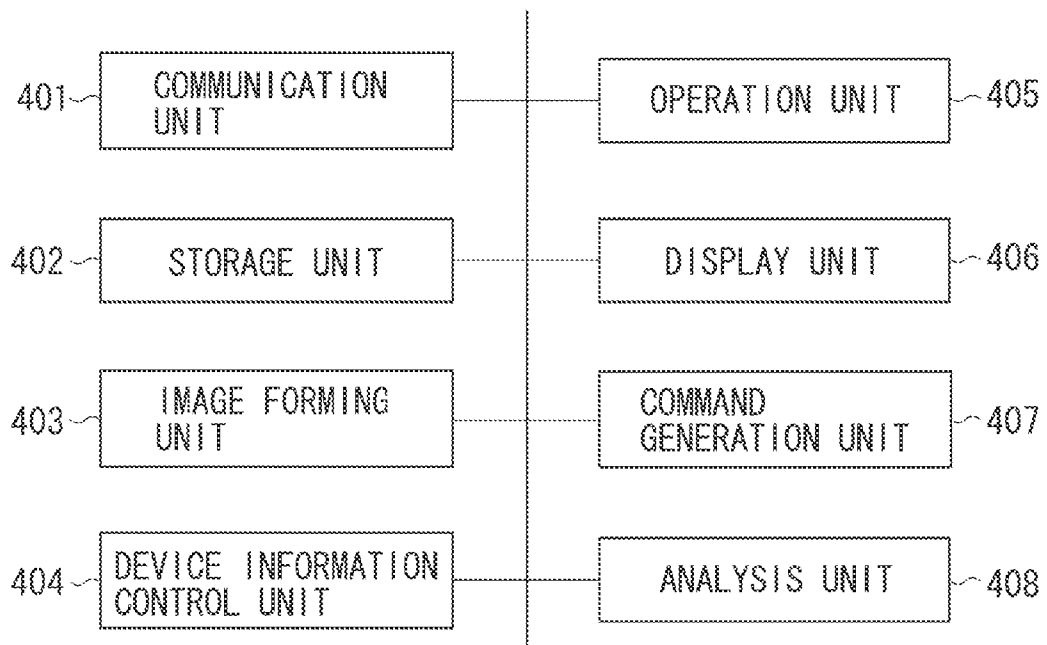 401
COMMUNICATION
UNIT
402
STORAGE UNIT
403
IMAGE FORMING
UNIT
404
DEVICE INFORMATION
CONTROL UNIT
OPERATION UNIT
405
DISPLAY UNIT
406
COMMAND
GENERATION UNIT
407
ANALYSIS UNIT
408